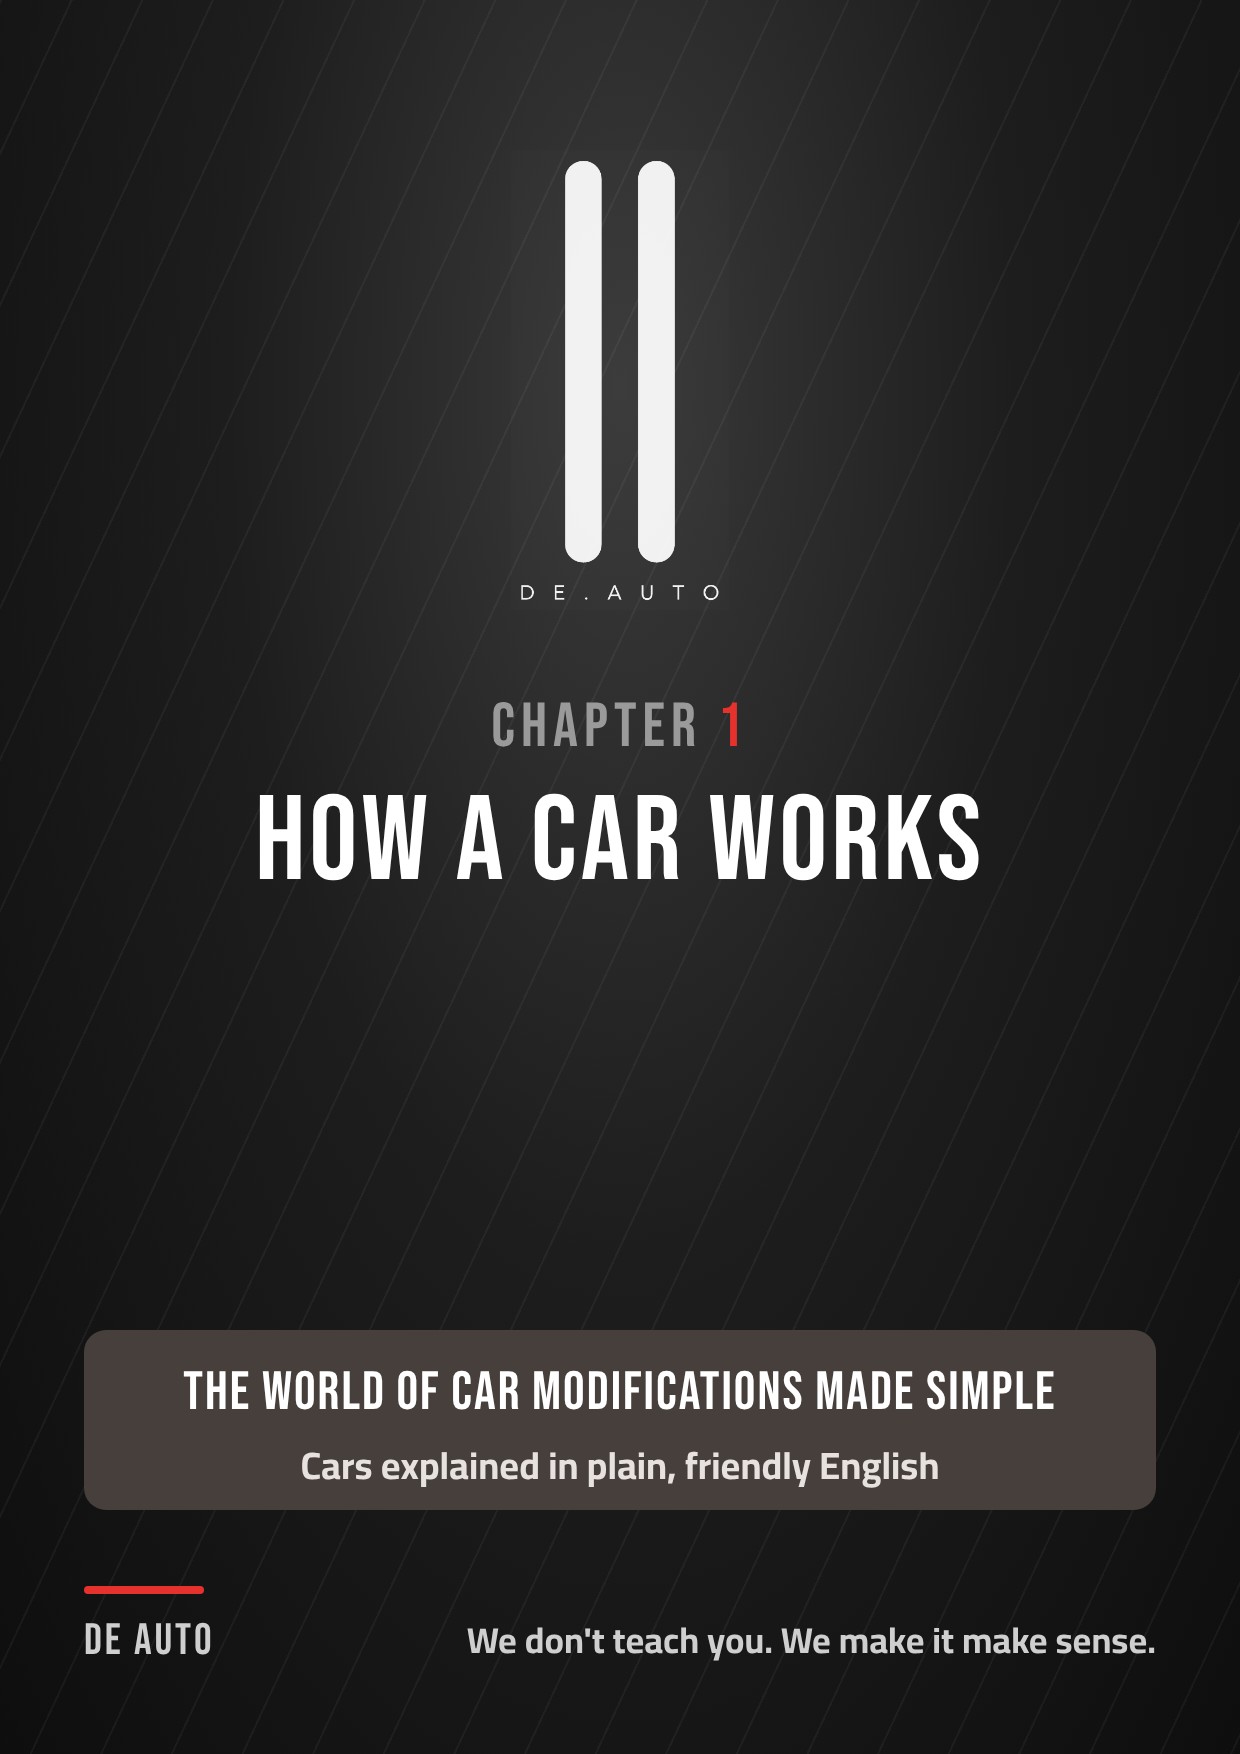 DE.AUTO
CHAPTER 1
HOW A CAR WORKS
THE WORLD OF CAR MODIFICATIONS MADE SIMPLE
Cars explained in plain, friendly English
DE AUTO
We don't teach you. We make it make sense.